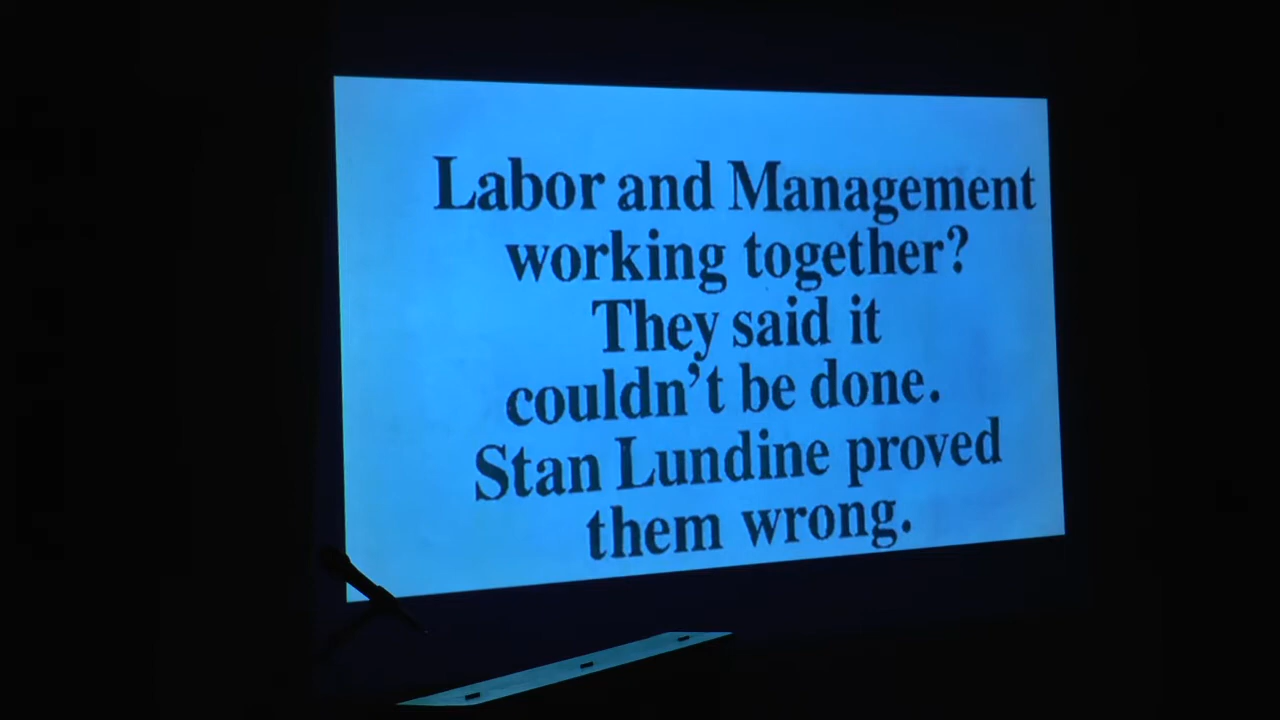 Labor and Management
working together?
They said it
couldn't be done.
Stan Lundine proved
them wrong.